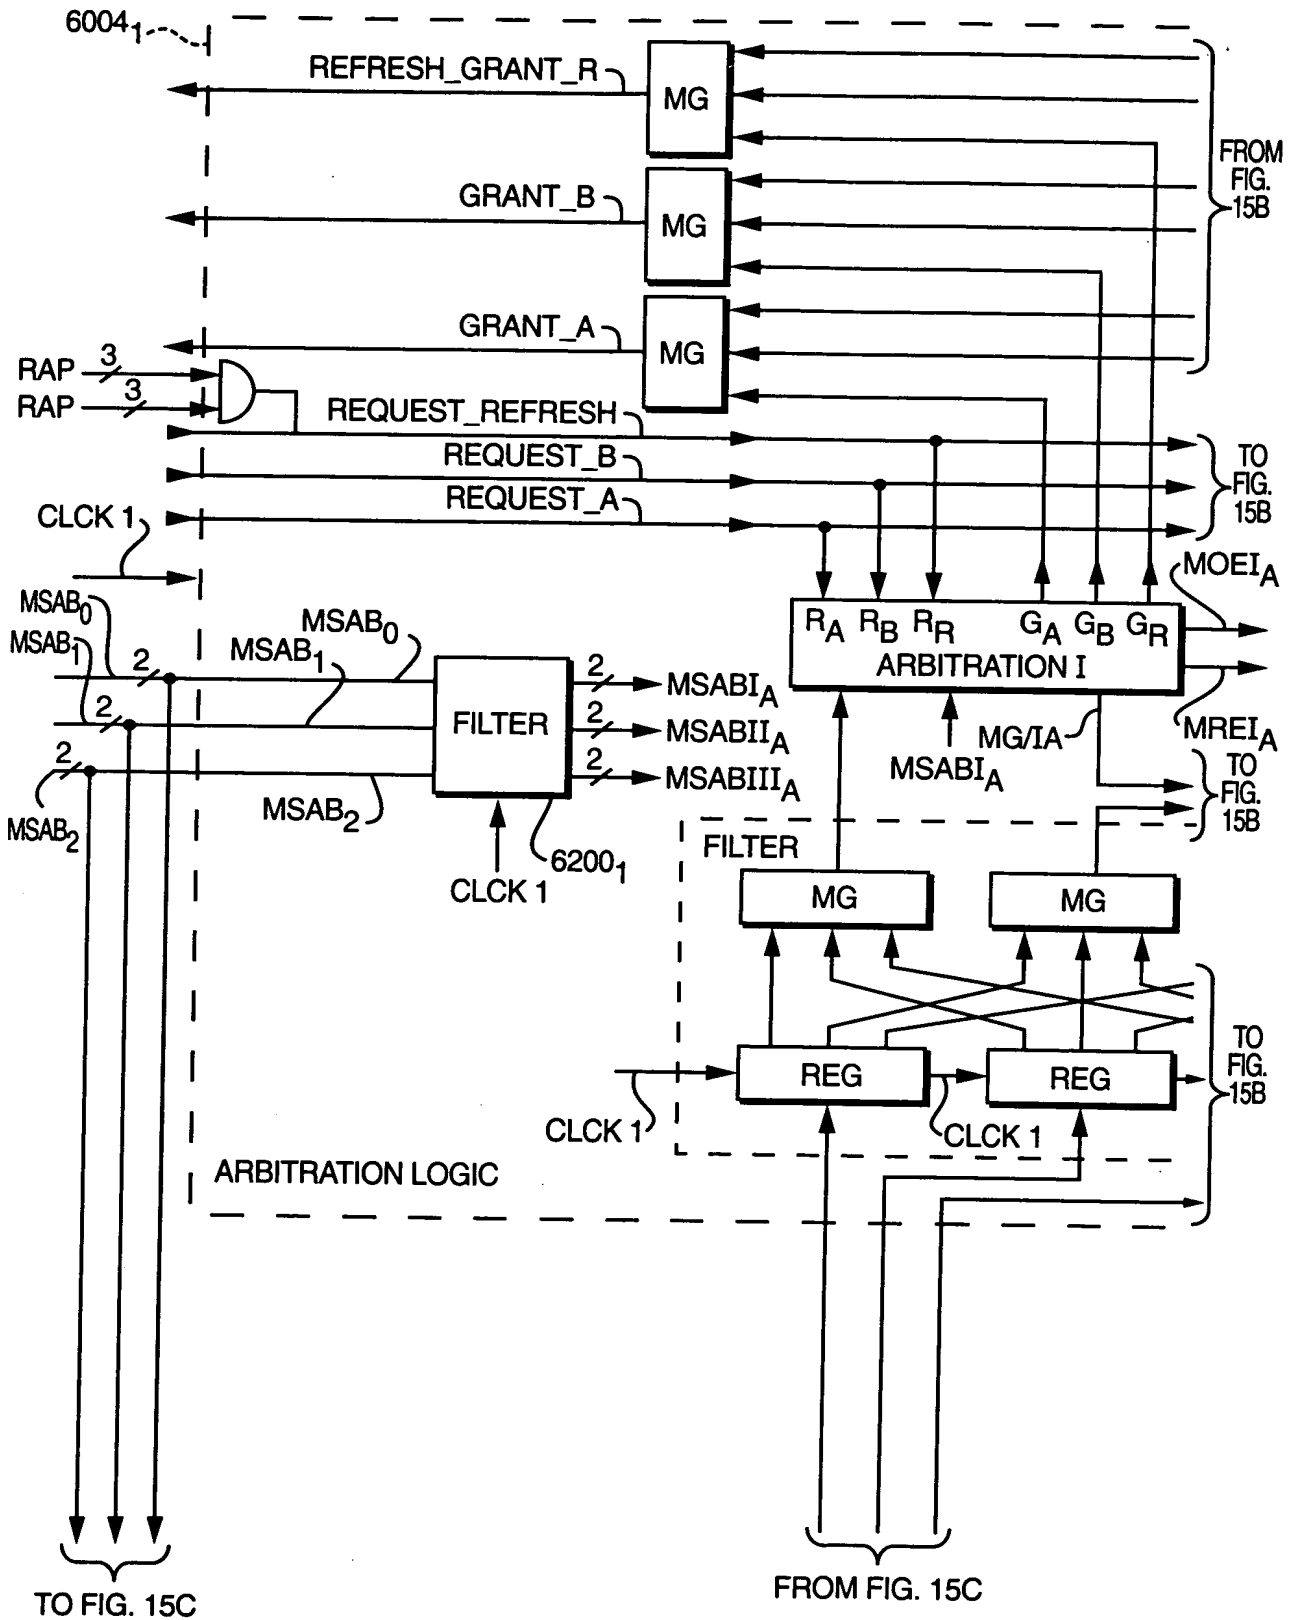 6004₁
REFRESH_GRANT_R
MG
FROM
FIG.
15B
GRANT_B
MG
GRANT_A
MG
RAP 3
RAP 3
REQUEST_REFRESH
REQUEST_B
REQUEST_A
TO
FIG.
15B
CLCK 1
MSAB₀
MSAB₁
MSAB₂
2
2
2
MSAB₀
MSAB₁
MSAB₂
FILTER
2 MSABI_A
2 MSABII_A
2 MSABIII_A
CLCK 1
6200₁
R_A R_B R_R G_A G_B G_R
ARBITRATION I
MOEI_A
MREI_A
MSABI_A
MG/IA
TO
FIG.
15B
FILTER
MG
MG
REG
REG
CLCK 1
CLCK 1
TO
FIG.
15B
ARBITRATION LOGIC
TO FIG. 15C
FROM FIG. 15C